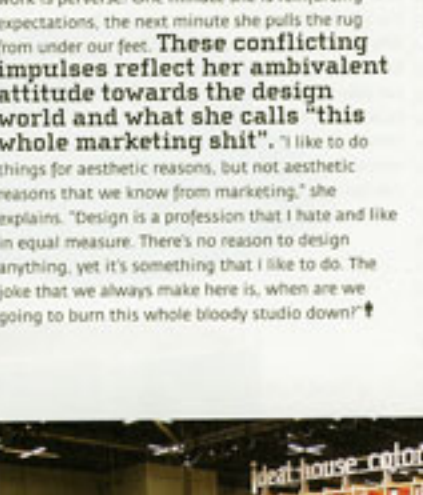 expectations, the next minute she pulls the rug
from under our feet. These conflicting
impulses reflect her ambivalent
attitude towards the design
world and what she calls "this
whole marketing shit". "I like to do
things for aesthetic reasons, but not aesthetic
reasons that we know from marketing," she
explains. "Design is a profession that I hate and like
in equal measure. There's no reason to design
anything, yet it's something that I like to do. The
joke that we always make here is, when are we
going to burn this whole bloody studio down?"
ideal house